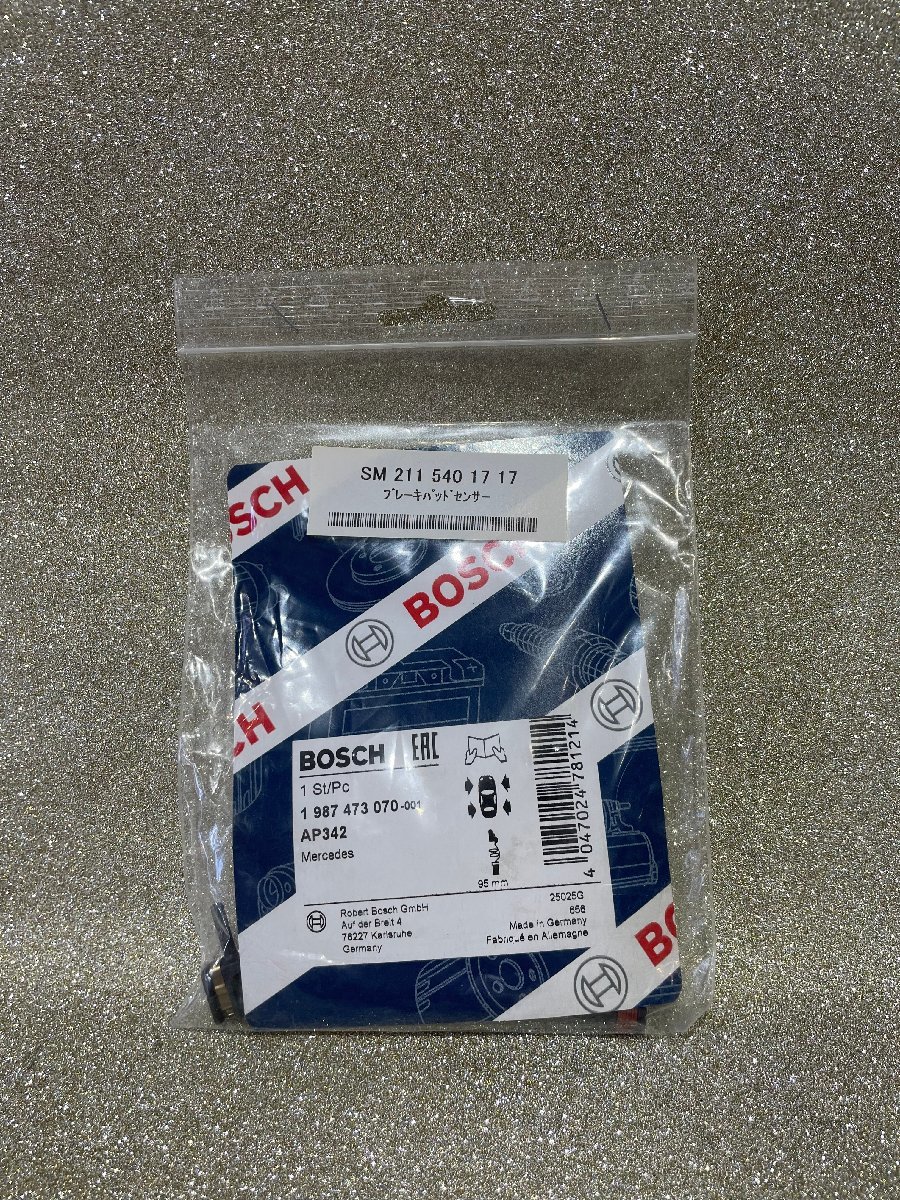 SM 211 540 17 17
ﾌﾞﾚｰｷﾊﾟｯﾄﾞｾﾝｻｰ
BOSCH
BOSCH
BOSCH EAC
1 St/Pc
1 987 473 070-001
AP342
Mercedes
95 mm
4 047024 781214
Robert Bosch GmbH
Auf der Breit 4
76227 Karlsruhe
Germany
25025G
656
Made in Germany
Fabriqué en Allemagne